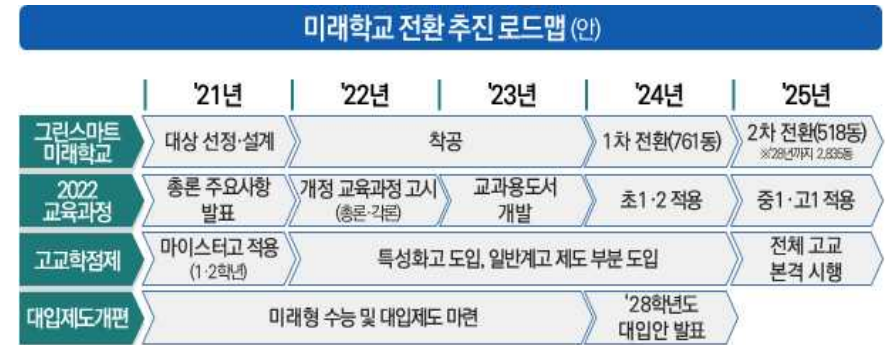 미래학교 전환 추진 로드맵 (안)
'21년 '22년 '23년 '24년 '25년
그린스마트
미래학교
대상 선정·설계
착공
1차 전환(761동)
2차 전환(518동)
※'28년까지 2,835동
2022
교육과정
총론 주요사항
발표
개정 교육과정 고시
(총론·각론)
교과용도서
개발
초1·2 적용
중1·고1 적용
고교학점제
마이스터고 적용
(1·2학년)
특성화고 도입, 일반계고 제도 부분 도입
전체 고교
본격 시행
대입제도개편
미래형 수능 및 대입제도 마련
'28학년도
대입안 발표